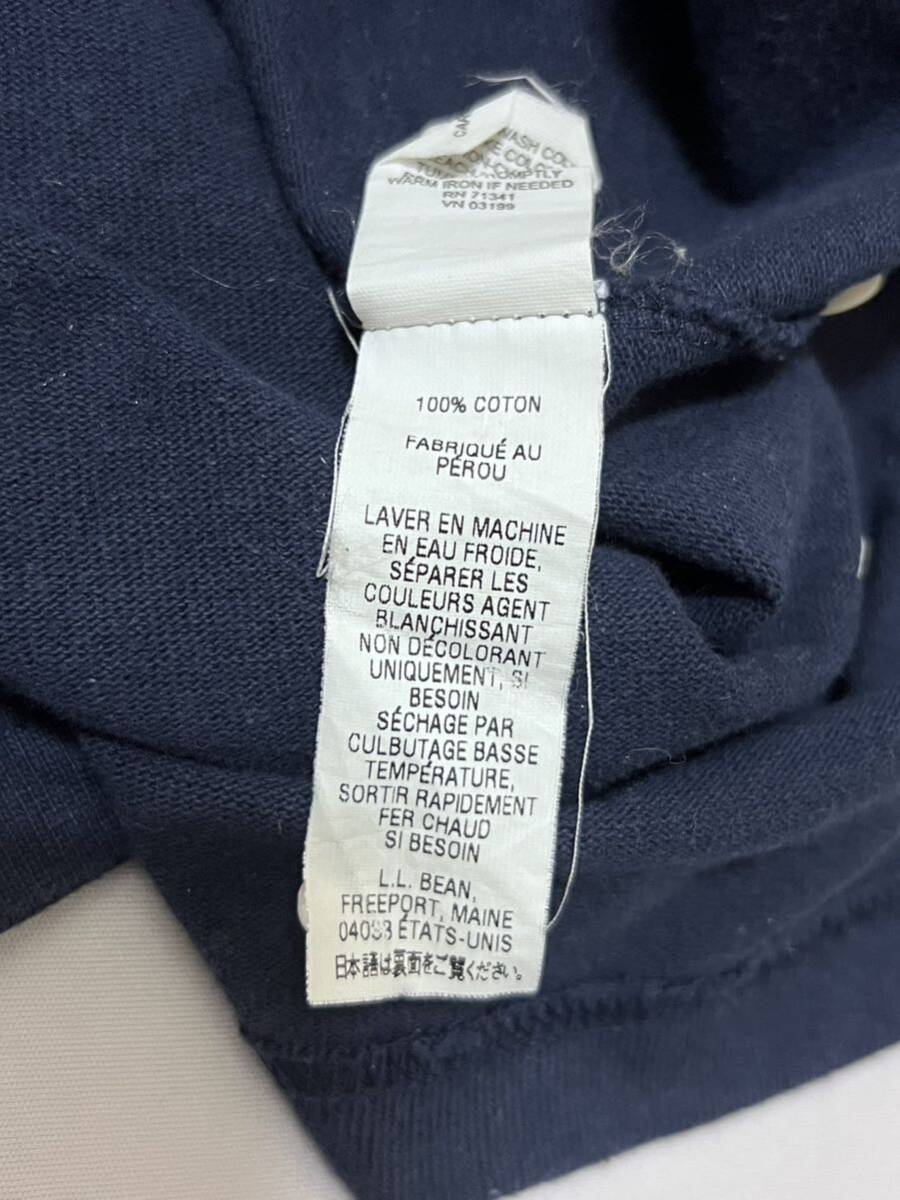 WARM IRON IF NEEDED
RN 71341
VN 03199
100% COTON
FABRIQUÉ AU
PÉROU
LAVER EN MACHINE
EN EAU FROIDE,
SÉPARER LES
COULEURS AGENT
BLANCHISSANT
NON DÉCOLORANT
UNIQUEMENT, SI
BESOIN
SÉCHAGE PAR
CULBUTAGE BASSE
TEMPÉRATURE,
SORTIR RAPIDEMENT
FER CHAUD
SI BESOIN
L.L. BEAN,
FREEPORT, MAINE
ÉTATS-UNIS
日本語は裏面をご覧ください。